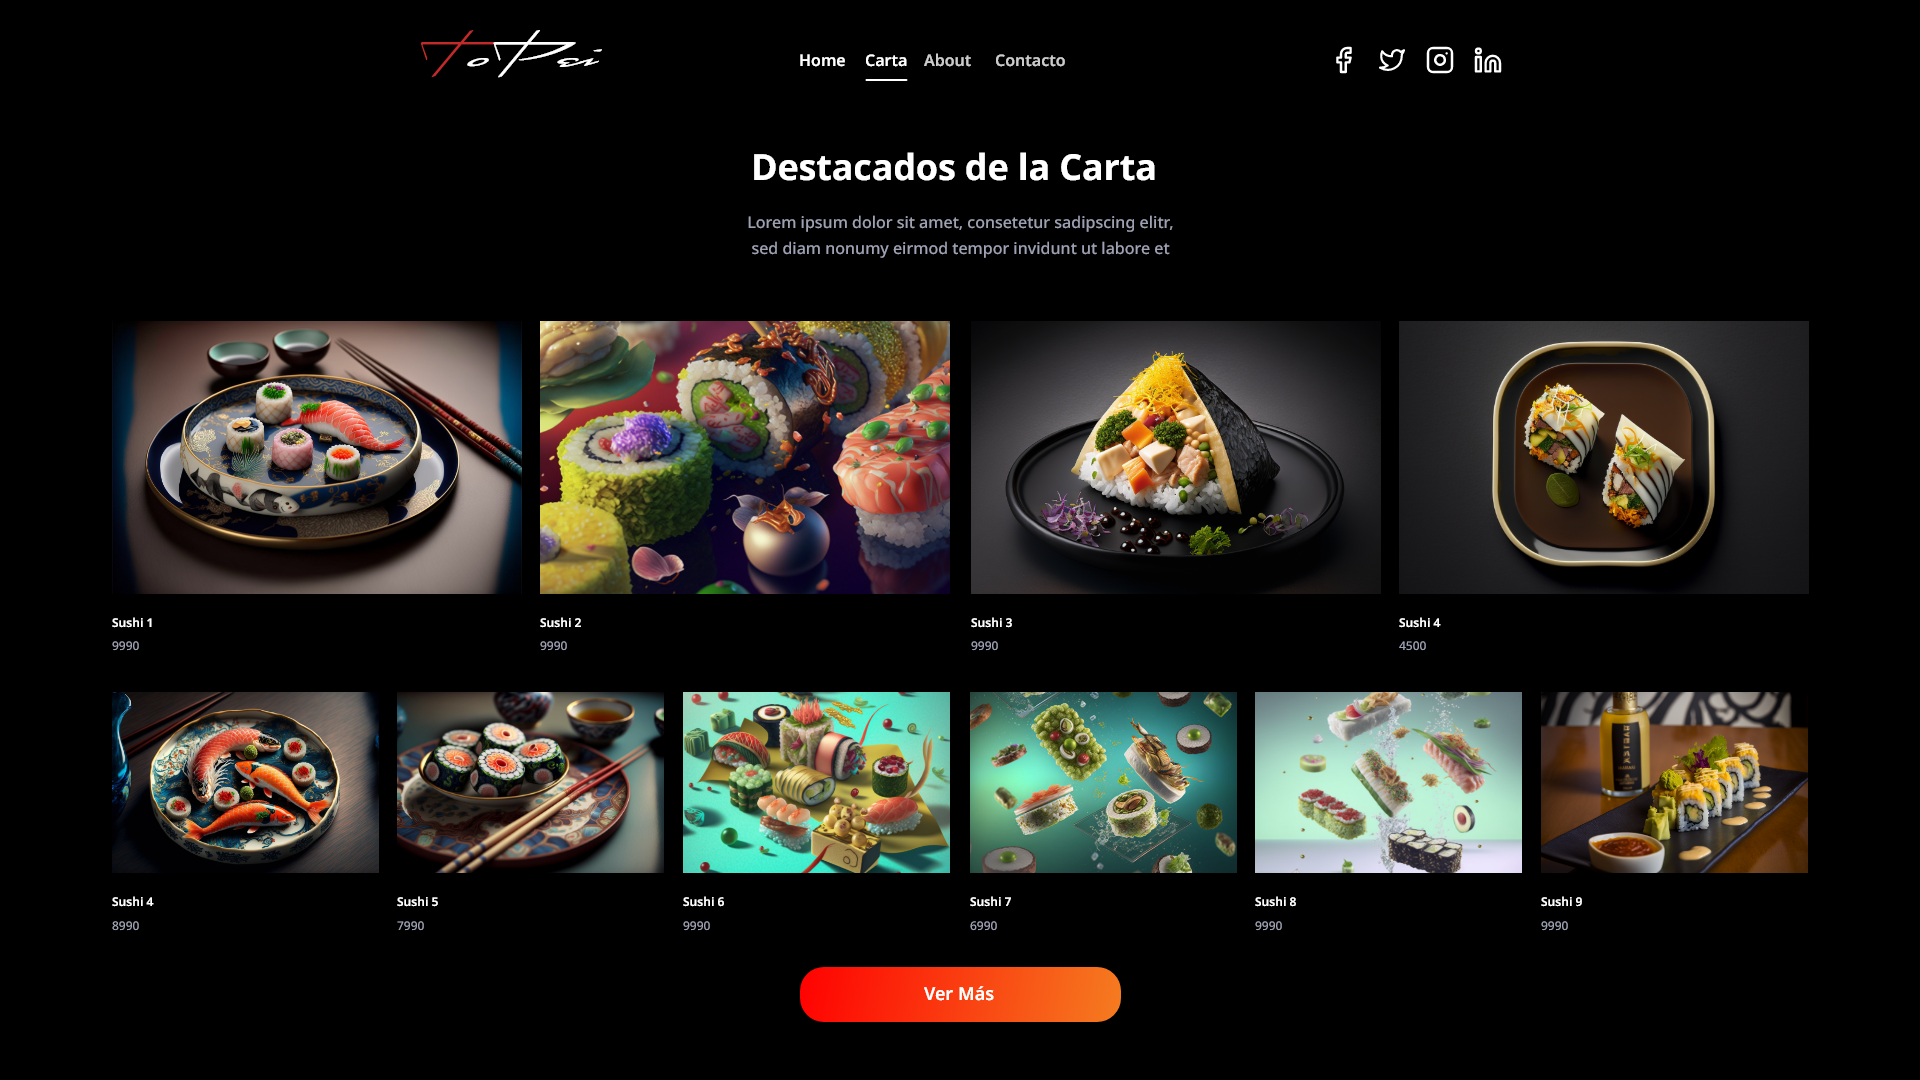 ToPei
Home Carta About Contacto
Destacados de la Carta
Lorem ipsum dolor sit amet, consetetur sadipscing elitr,
sed diam nonumy eirmod tempor invidunt ut labore et
Sushi 1
9990
Sushi 2
9990
Sushi 3
9990
Sushi 4
4500
Sushi 4
8990
Sushi 5
7990
Sushi 6
9990
Sushi 7
6990
Sushi 8
9990
Sushi 9
9990
Ver Más